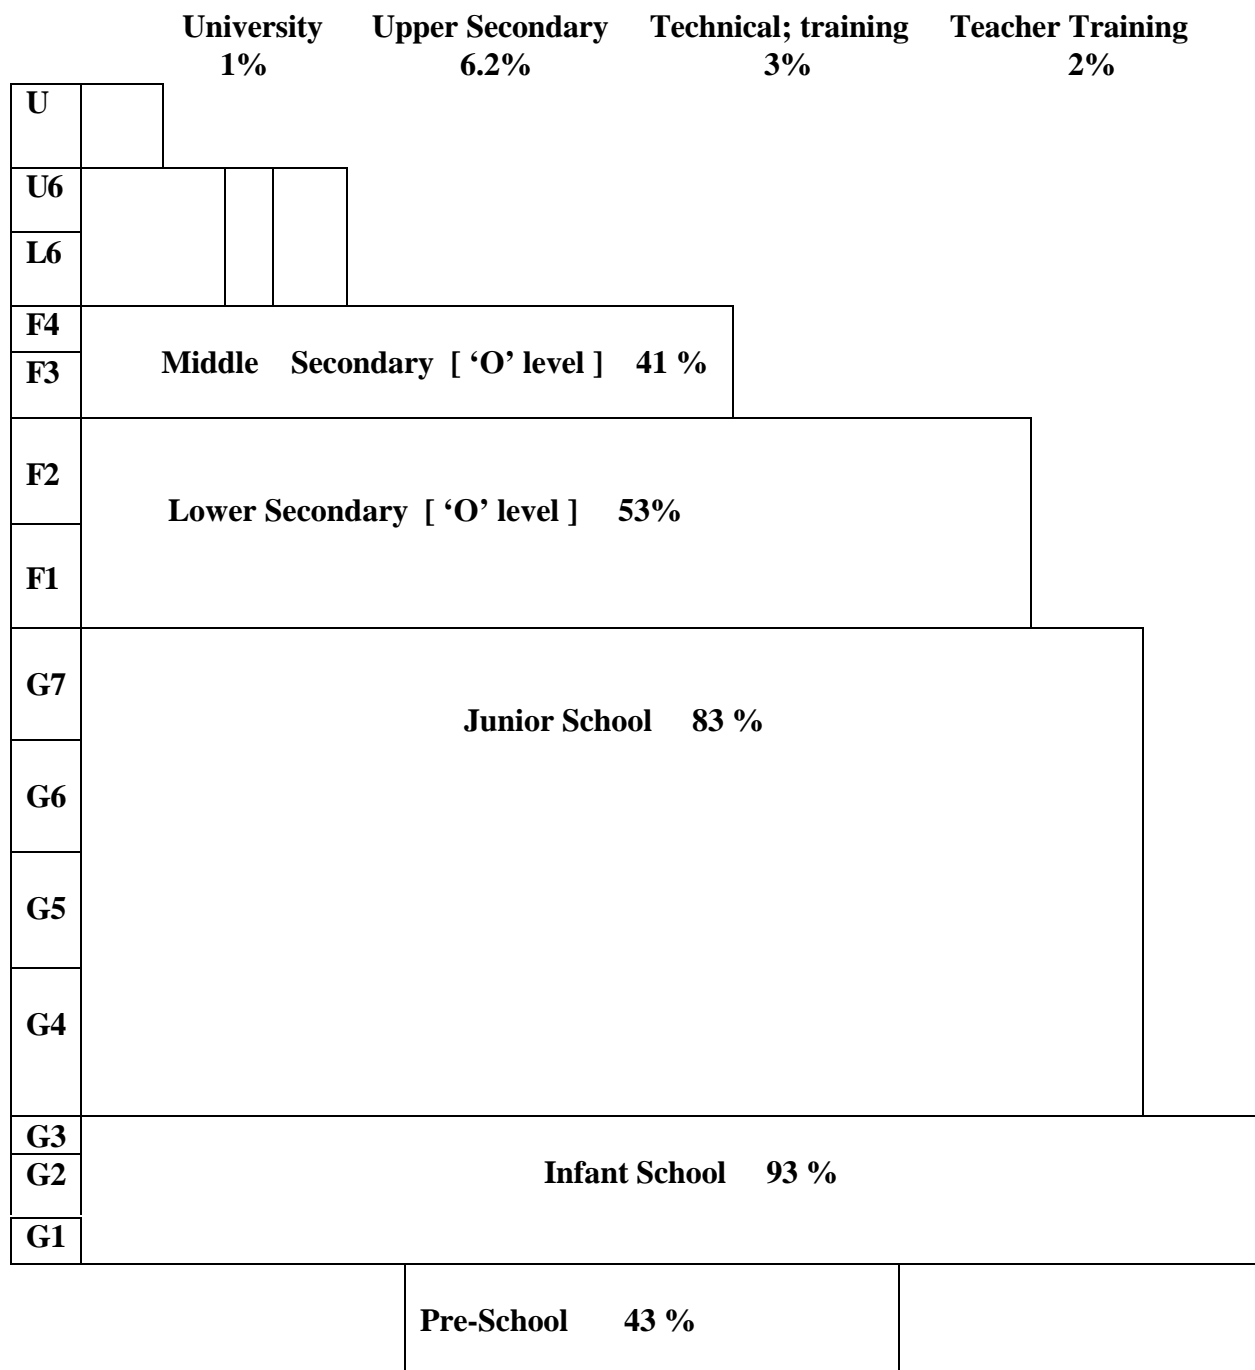 University Upper Secondary Technical; training Teacher Training
1% 6.2% 3% 2%
U
U6
L6
F4
Middle Secondary [ ‘O’ level ] 41 %
F3
F2
Lower Secondary [ ‘O’ level ] 53%
F1
G7
Junior School 83 %
G6
G5
G4
G3
G2 Infant School 93 %
G1
Pre-School 43 %